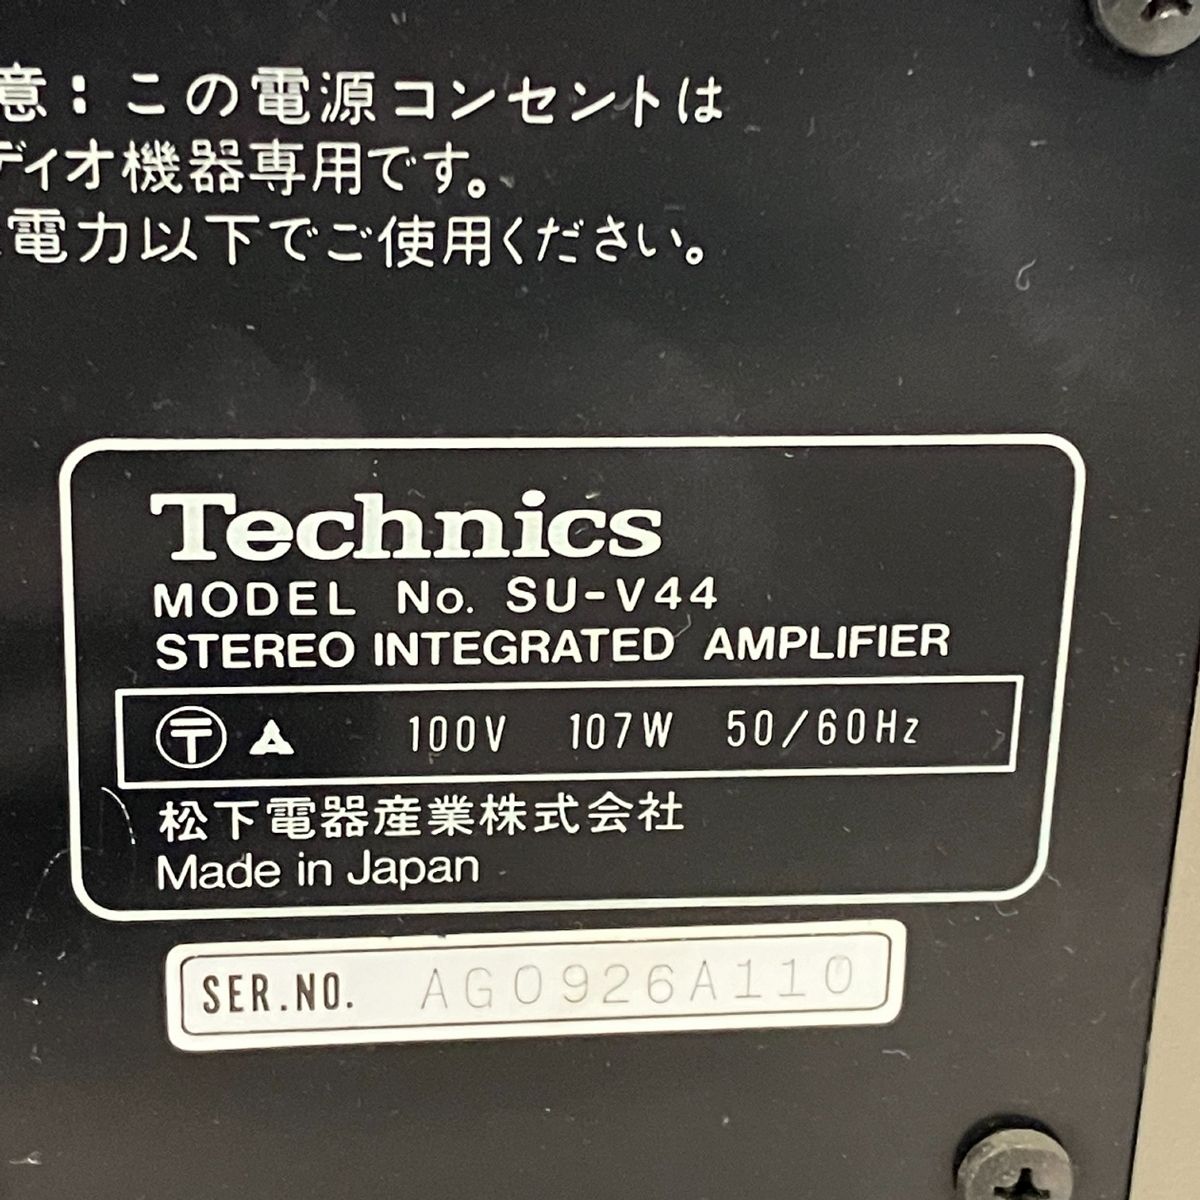 意：この電源コンセントは
ディオ機器専用です。
電力以下でご使用ください。
Technics
MODEL No. SU-V44
STEREO INTEGRATED AMPLIFIER
〶 100V 107W 50/60Hz
松下電器産業株式会社
Made in Japan
SER.NO. AG0926A110